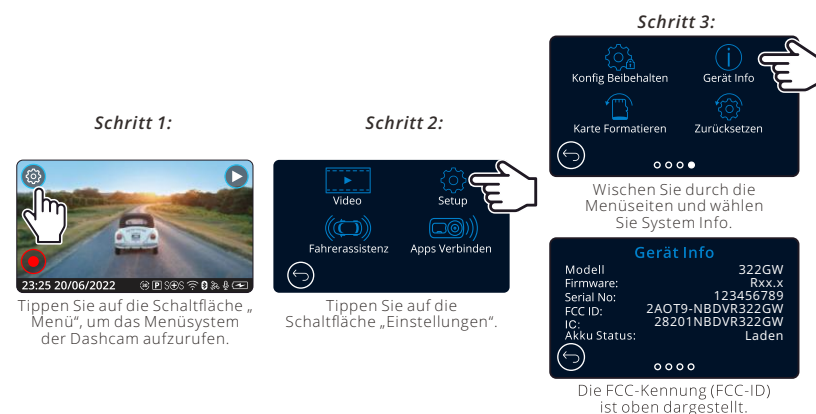 Schritt 1:
23:25 20/06/2022
P S S
Tippen Sie auf die Schaltfläche „
Menü“, um das Menüsystem
der Dashcam aufzurufen.
Schritt 2:
Video
Setup
Fahrerassistenz
Apps Verbinden
Tippen Sie auf die
Schaltfläche „Einstellungen“.
Schritt 3:
Konfig Beibehalten
Gerät Info
Karte Formatieren
Zurücksetzen
Wischen Sie durch die
Menüseiten und wählen
Sie System Info.
Gerät Info
Modell 322GW
Firmware: Rxx.x
Serial No: 123456789
FCC ID: 2AOT9-NBDVR322GW
IC: 28201NBDVR322GW
Akku Status: Laden
Die FCC-Kennung (FCC-ID)
ist oben dargestellt.